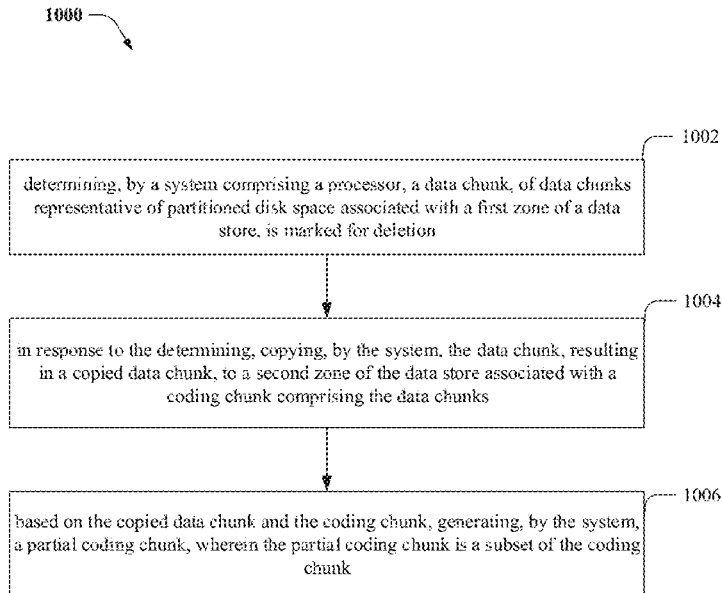 1000
1002
determining, by a system comprising a processor, a data chunk, of data chunks
representative of partitioned disk space associated with a first zone of a data
store, is marked for deletion
1004
in response to the determining, copying, by the system, the data chunk, resulting
in a copied data chunk, to a second zone of the data store associated with a
coding chunk comprising the data chunks
1006
based on the copied data chunk and the coding chunk, generating, by the system,
a partial coding chunk, wherein the partial coding chunk is a subset of the coding
chunk